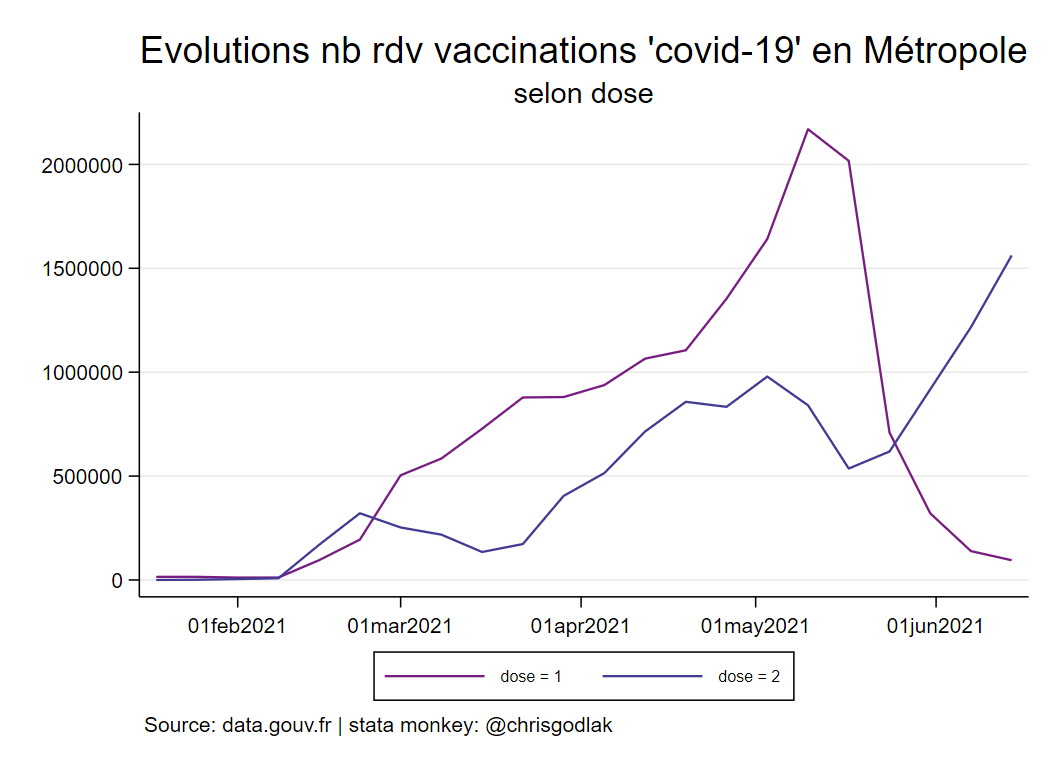 Evolutions nb rdv vaccinations 'covid-19' en Métropole
selon dose
2000000
1500000
1000000
500000
0
01feb2021 01mar2021 01apr2021 01may2021 01jun2021
dose = 1 dose = 2
Source: data.gouv.fr | stata monkey: @chrisgodlak